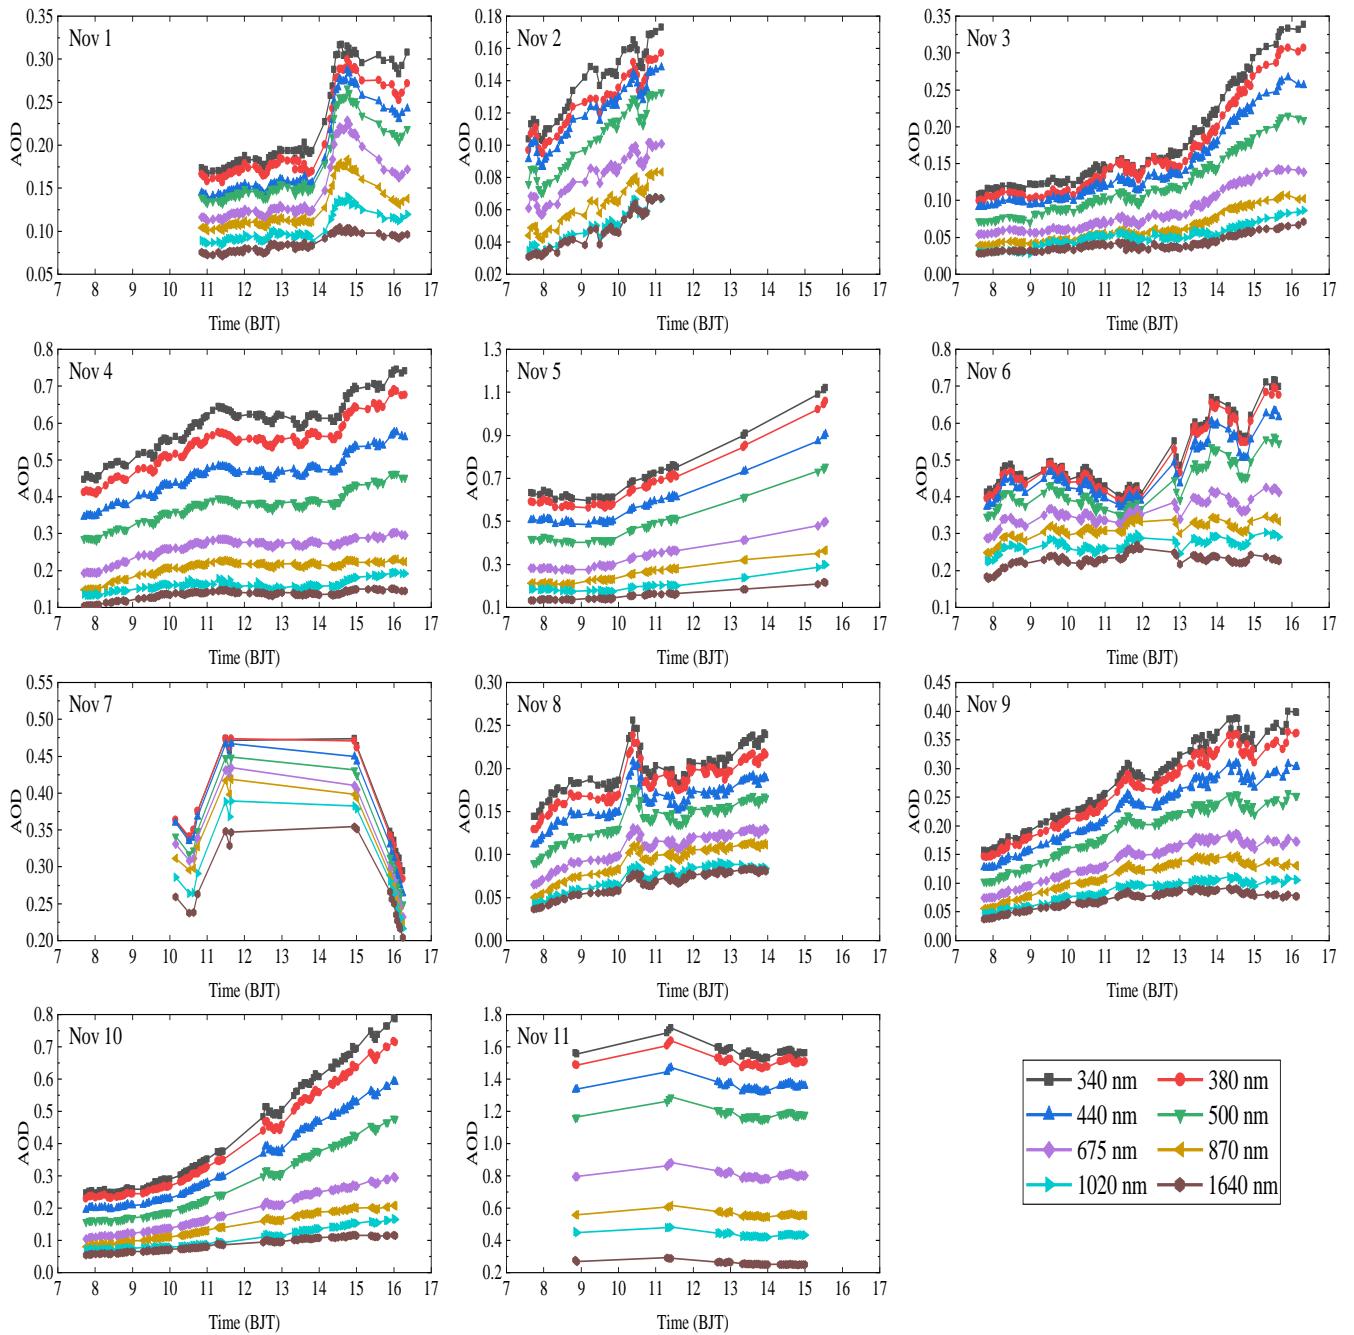 Nov 1
AOD
0.30
0.25
0.20
0.15
0.10
0.05
7 8 9 10 11 12 13 14 15 16 17
Time (BJT)
Nov 2
AOD
0.18
0.16
0.14
0.12
0.10
0.08
0.06
0.04
0.02
7 8 9 10 11 12 13 14 15 16 17
Time (BJT)
Nov 3
AOD
0.35
0.30
0.25
0.20
0.15
0.10
0.05
0.00
7 8 9 10 11 12 13 14 15 16 17
Time (BJT)
Nov 4
AOD
0.8
0.7
0.6
0.5
0.4
0.3
0.2
0.1
7 8 9 10 11 12 13 14 15 16 17
Time (BJT)
Nov 5
AOD
1.3
1.1
0.9
0.7
0.5
0.3
0.1
7 8 9 10 11 12 13 14 15 16 17
Time (BJT)
Nov 6
AOD
0.8
0.7
0.6
0.5
0.4
0.3
0.2
0.1
7 8 9 10 11 12 13 14 15 16 17
Time (BJT)
Nov 7
AOD
0.55
0.50
0.45
0.40
0.35
0.30
0.25
0.20
7 8 9 10 11 12 13 14 15 16 17
Time (BJT)
Nov 8
AOD
0.30
0.25
0.20
0.15
0.10
0.05
0.00
7 8 9 10 11 12 13 14 15 16 17
Time (BJT)
Nov 9
AOD
0.45
0.40
0.35
0.30
0.25
0.20
0.15
0.10
0.05
0.00
7 8 9 10 11 12 13 14 15 16 17
Time (BJT)
Nov 10
AOD
0.8
0.7
0.6
0.5
0.4
0.3
0.2
0.1
0.0
7 8 9 10 11 12 13 14 15 16 17
Time (BJT)
Nov 11
AOD
1.8
1.6
1.4
1.2
1.0
0.8
0.6
0.4
0.2
7 8 9 10 11 12 13 14 15 16 17
Time (BJT)
340 nm 380 nm
440 nm 500 nm
675 nm 870 nm
1020 nm 1640 nm